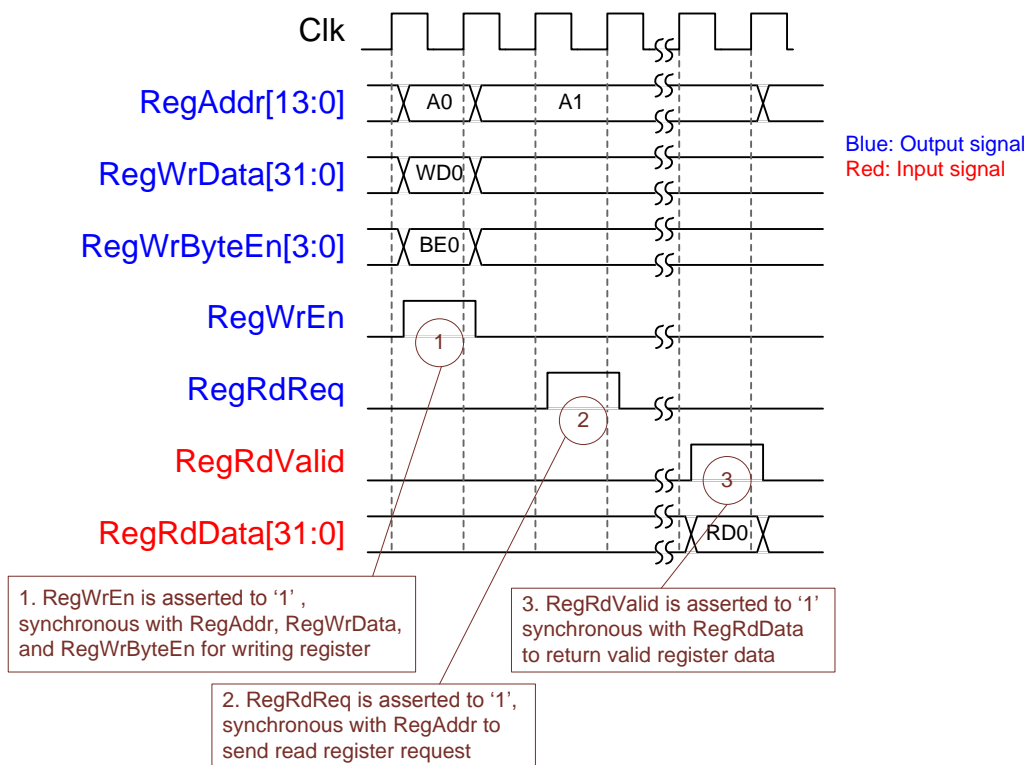 Clk
RegAddr[13:0]
A0
A1
Blue: Output signal
Red: Input signal
RegWrData[31:0]
WD0
RegWrByteEn[3:0]
BE0
RegWrEn
1
RegRdReq
2
RegRdValid
3
RegRdData[31:0]
RD0
1. RegWrEn is asserted to ‘1’ ,
synchronous with RegAddr, RegWrData,
and RegWrByteEn for writing register
3. RegRdValid is asserted to ‘1’
synchronous with RegRdData
to return valid register data
2. RegRdReq is asserted to ‘1’,
synchronous with RegAddr to
send read register request